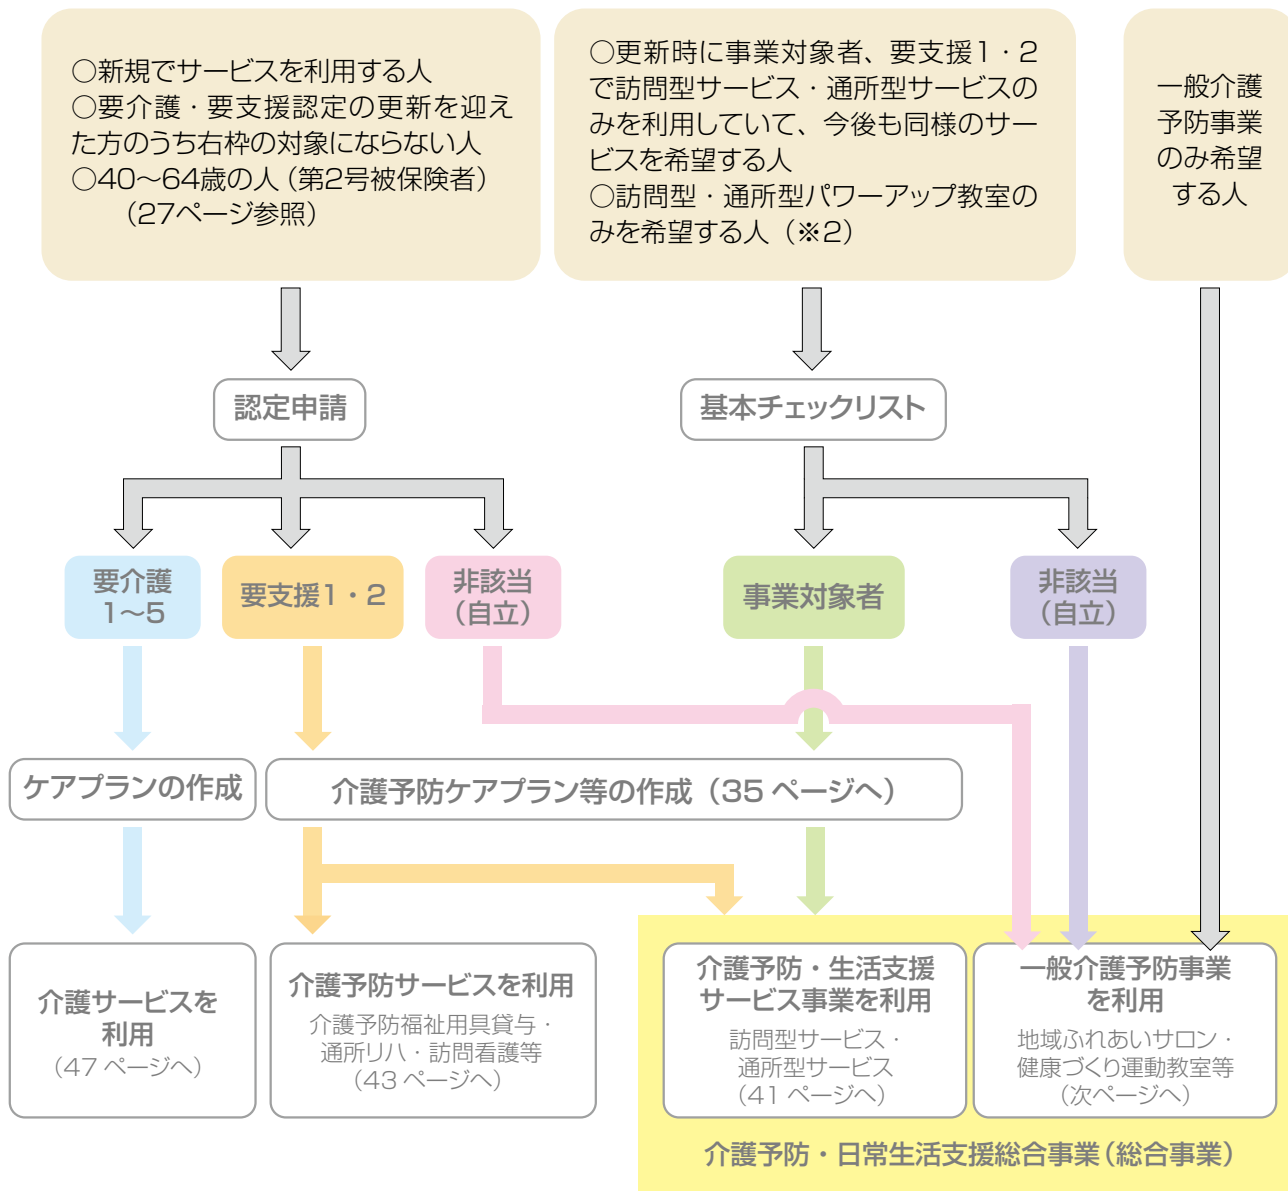 ○新規でサービスを利用する人
○要介護・要支援認定の更新を迎え
た方のうち右枠の対象にならない人
○40～64歳の人（第2号被保険者）
（27ページ参照）
○更新時に事業対象者、要支援1・2
で訪問型サービス・通所型サービスの
みを利用していて、今後も同様のサー
ビスを希望する人
○訪問型・通所型パワーアップ教室の
みを希望する人（※2）
一般介護
予防事業
のみ希望
する人
認定申請
基本チェックリスト
要介護
1～5
要支援1・2
非該当
（自立）
事業対象者
非該当
（自立）
ケアプランの作成
介護予防ケアプラン等の作成（35 ページへ）
介護サービスを
利用
（47 ページへ）
介護予防サービスを利用
介護予防福祉用具貸与・
通所リハ・訪問看護等
（43 ページへ）
介護予防・生活支援
サービス事業を利用
訪問型サービス・
通所型サービス
（41 ページへ）
一般介護予防事業
を利用
地域ふれあいサロン・
健康づくり運動教室等
（次ページへ）
介護予防・日常生活支援総合事業（総合事業）